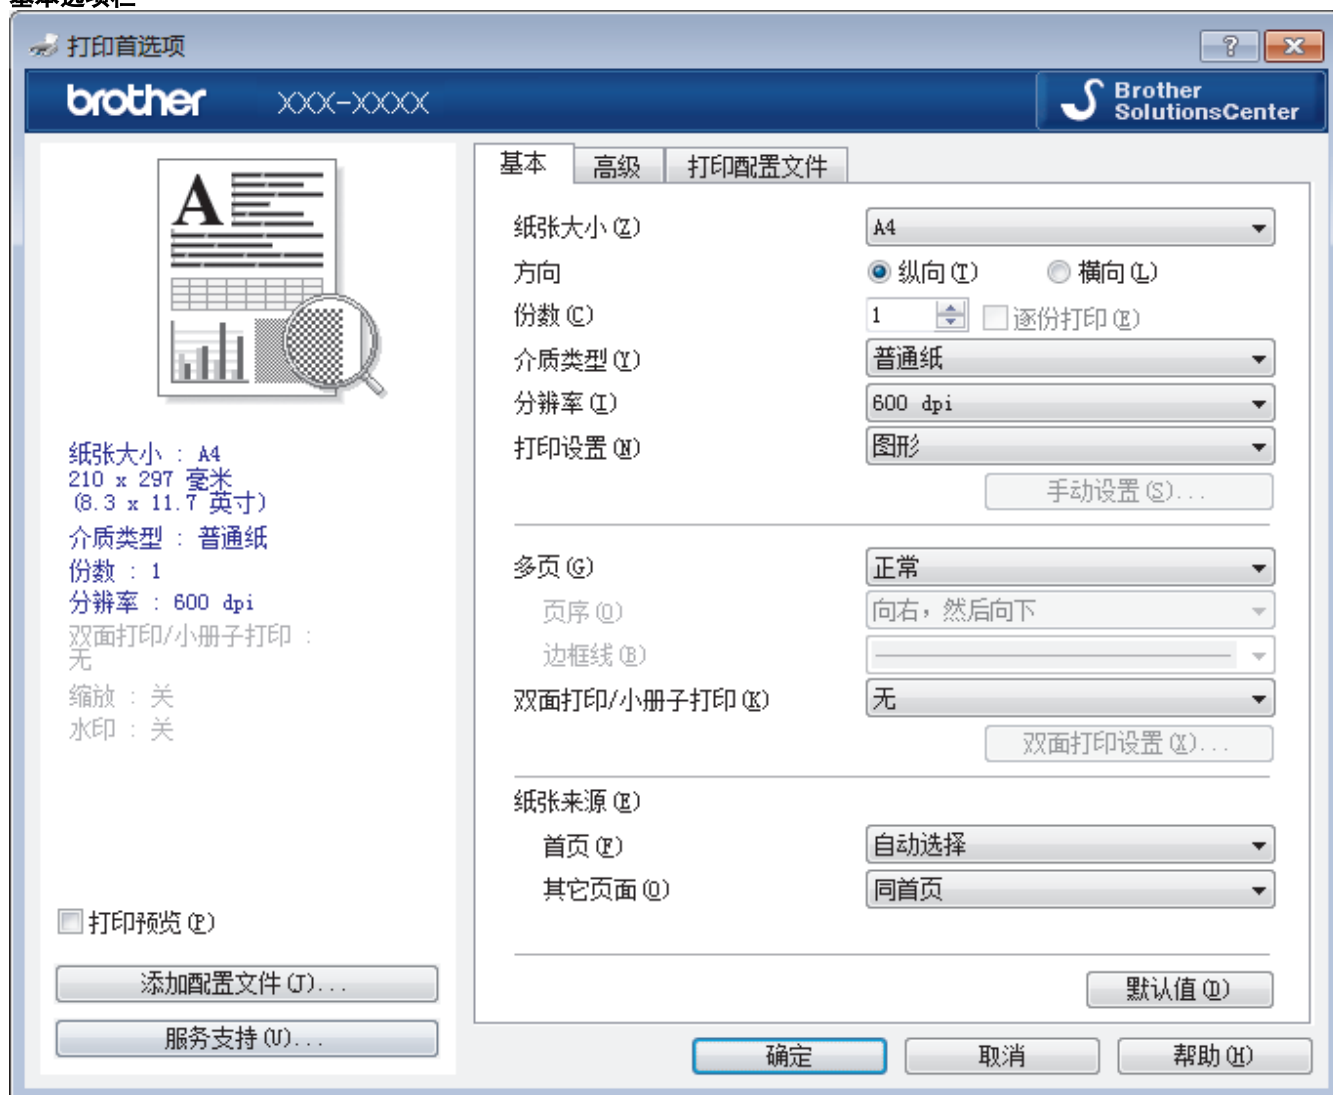 基本选项栏
打印首选项
brother XXX-XXXX Brother SolutionsCenter
基本 高级 打印配置文件
纸张大小(Z) A4
方向 纵向(T) 横向(L)
份数(C) 1 逐份打印(E)
介质类型(Y) 普通纸
分辨率(I) 600 dpi
打印设置(N) 图形
手动设置(S)...
多页(G) 正常
页序(O) 向右，然后向下
边框线(B)
双面打印/小册子打印(K) 无
双面打印设置(X)...
纸张来源(E)
首页(F) 自动选择
其它页面(O) 同首页
默认值(D)
A
纸张大小 : A4
210 x 297 毫米
(8.3 x 11.7 英寸)
介质类型 : 普通纸
份数 : 1
分辨率 : 600 dpi
双面打印/小册子打印 :
无
缩放 : 关
水印 : 关
打印预览(P)
添加配置文件(J)...
服务支持(U)...
确定 取消 帮助(H)